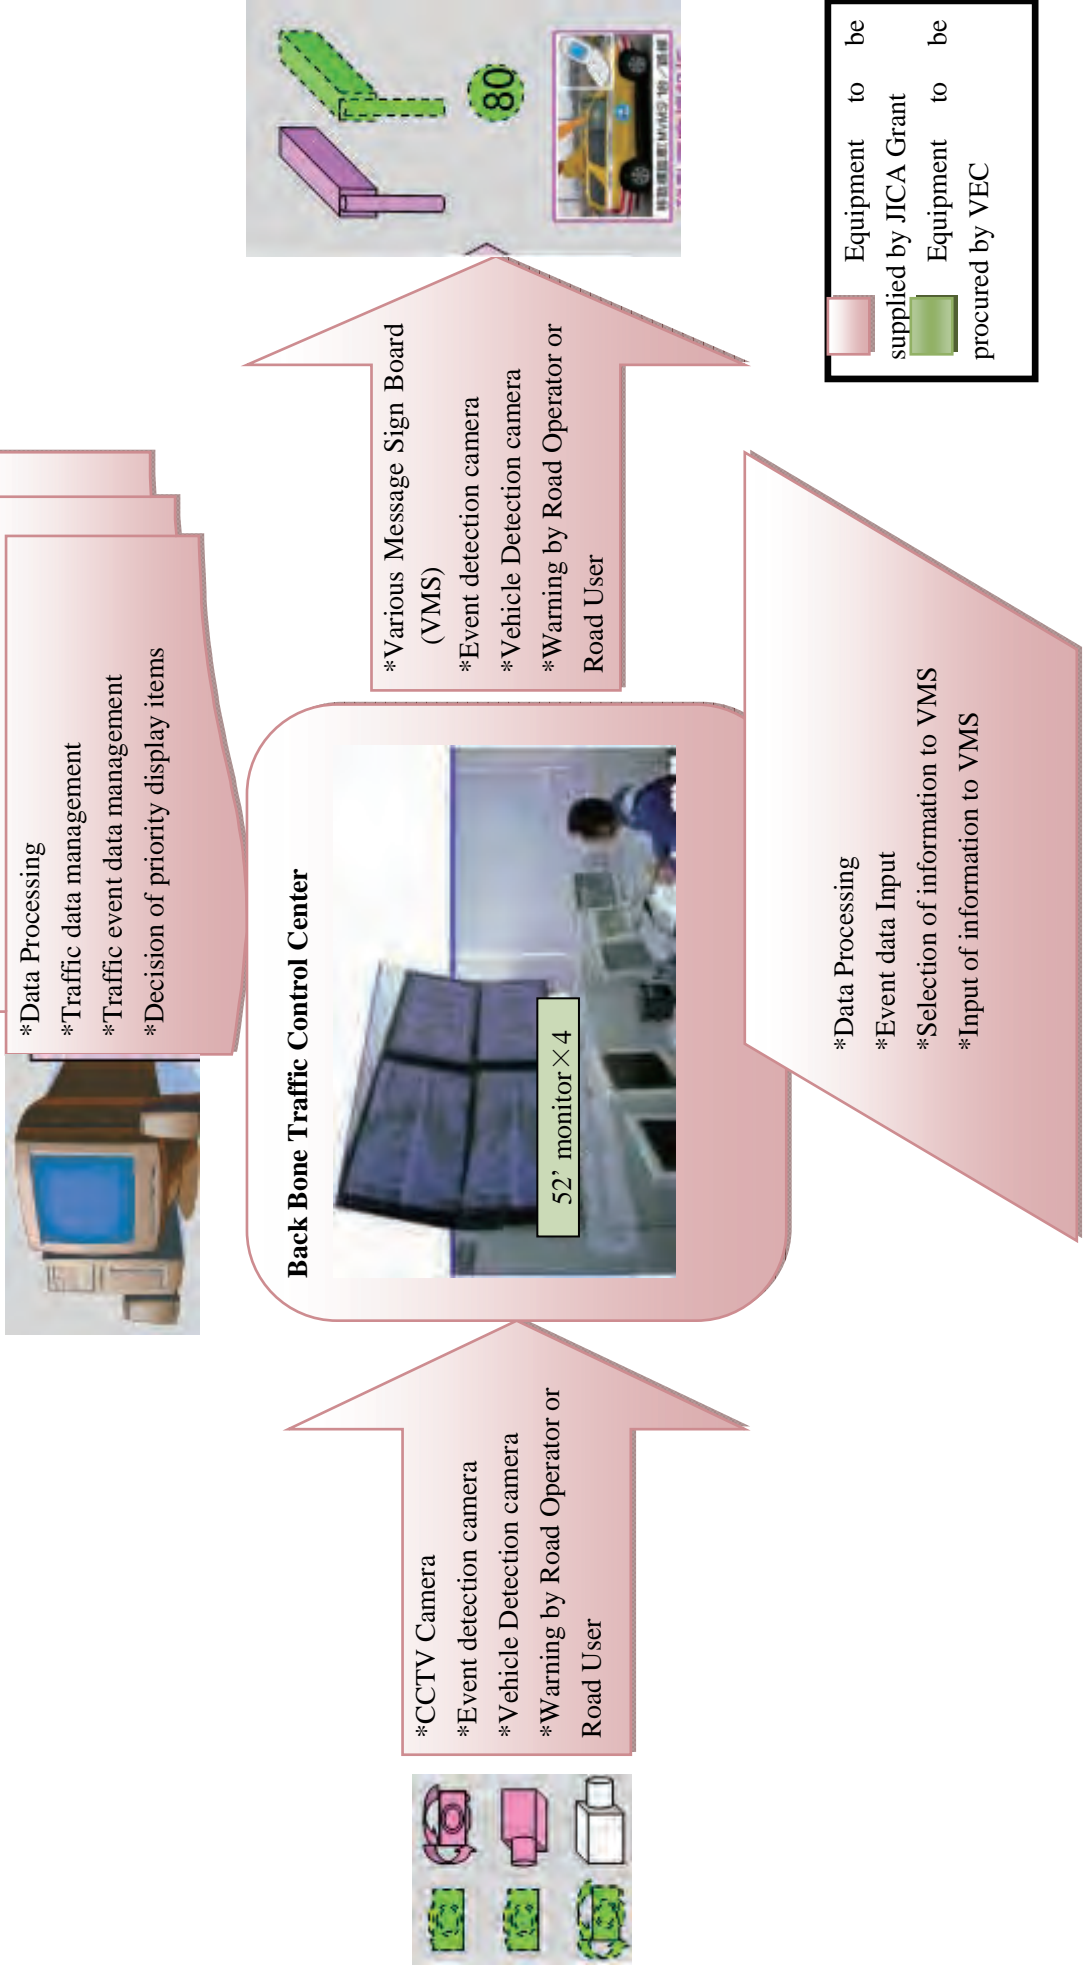 *Data Processing
*Traffic data management
*Traffic event data management
*Decision of priority display items
*CCTV Camera
*Event detection camera
*Vehicle Detection camera
*Warning by Road Operator or
Road User
Back Bone Traffic Control Center
52' monitor×4
*Various Message Sign Board
(VMS)
*Event detection camera
*Vehicle Detection camera
*Warning by Road Operator or
Road User
80
*Data Processing
*Event data Input
*Selection of information to VMS
*Input of information to VMS
Equipment to be
supplied by JICA Grant
Equipment to be
procured by VEC